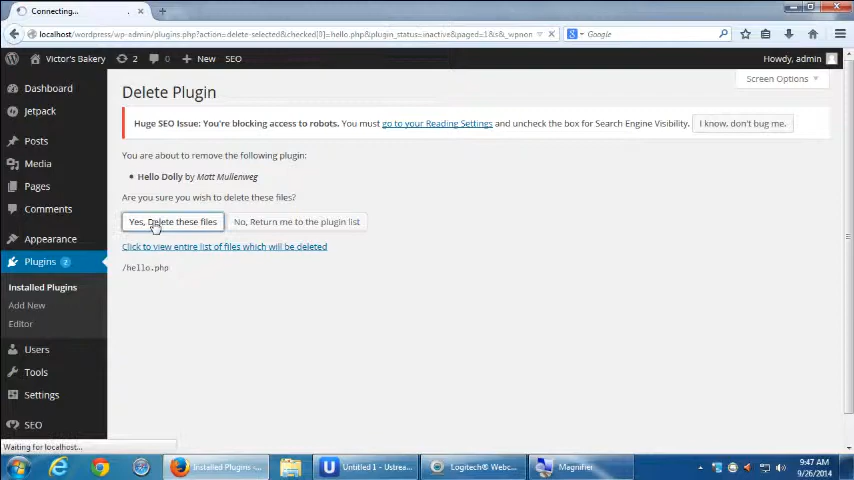 Connecting...
localhost/wordpress/wp-admin/plugins.php?action=delete-selected&checked[0]=hello.php&plugin_status=inactive&paged=1&s&_wpnon
Google
Victor's Bakery 2 0 + New SEO Howdy, admin
Screen Options
Dashboard
Jetpack
Posts
Media
Pages
Comments
Appearance
Plugins 2
Installed Plugins
Add New
Editor
Users
Tools
Settings
SEO
Delete Plugin
Huge SEO Issue: You're blocking access to robots. You must go to your Reading Settings and uncheck the box for Search Engine Visibility. I know, don't bug me.
You are about to remove the following plugin:
• Hello Dolly by Matt Mullenweg
Are you sure you wish to delete these files?
Yes, Delete these files No, Return me to the plugin list
Click to view entire list of files which will be deleted
/hello.php
Waiting for localhost...
Installed Plugins ‹... Untitled 1 - Ustrea... Logitech® Webc... Magnifier
9:47 AM
9/26/2014